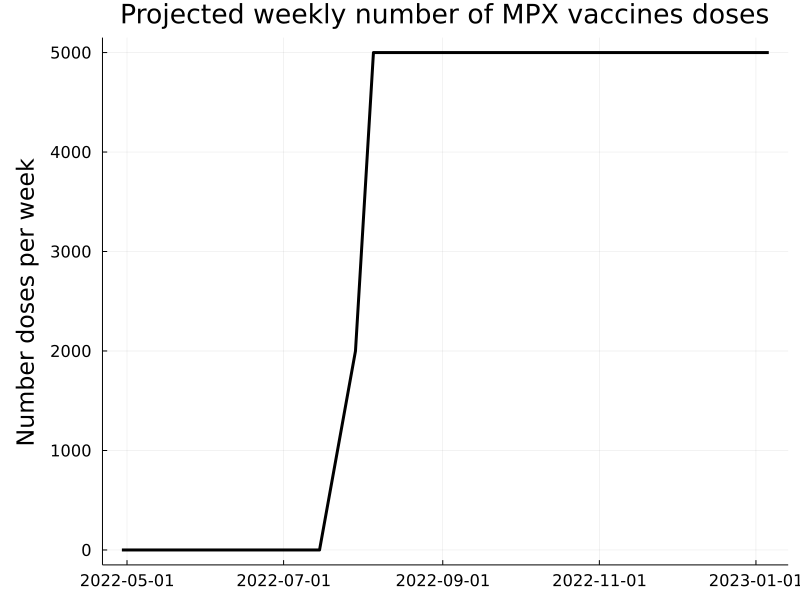 Projected weekly number of MPX vaccines doses
Number doses per week
5000
4000
3000
2000
1000
0
2022-05-01 2022-07-01 2022-09-01 2022-11-01 2023-01-01